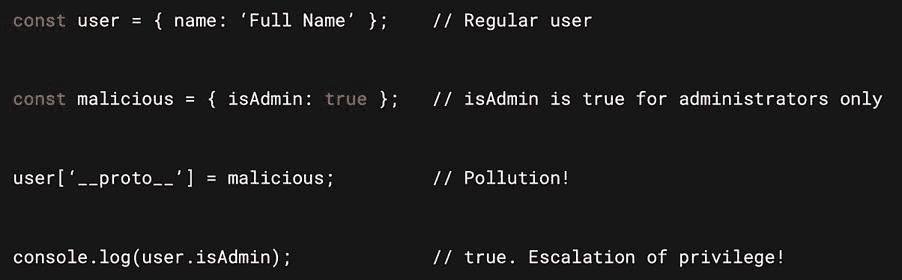 const user = { name: ‘Full Name’ };    // Regular user
const malicious = { isAdmin: true };   // isAdmin is true for administrators only
user[‘__proto__’] = malicious;         // Pollution!
console.log(user.isAdmin);             // true. Escalation of privilege!